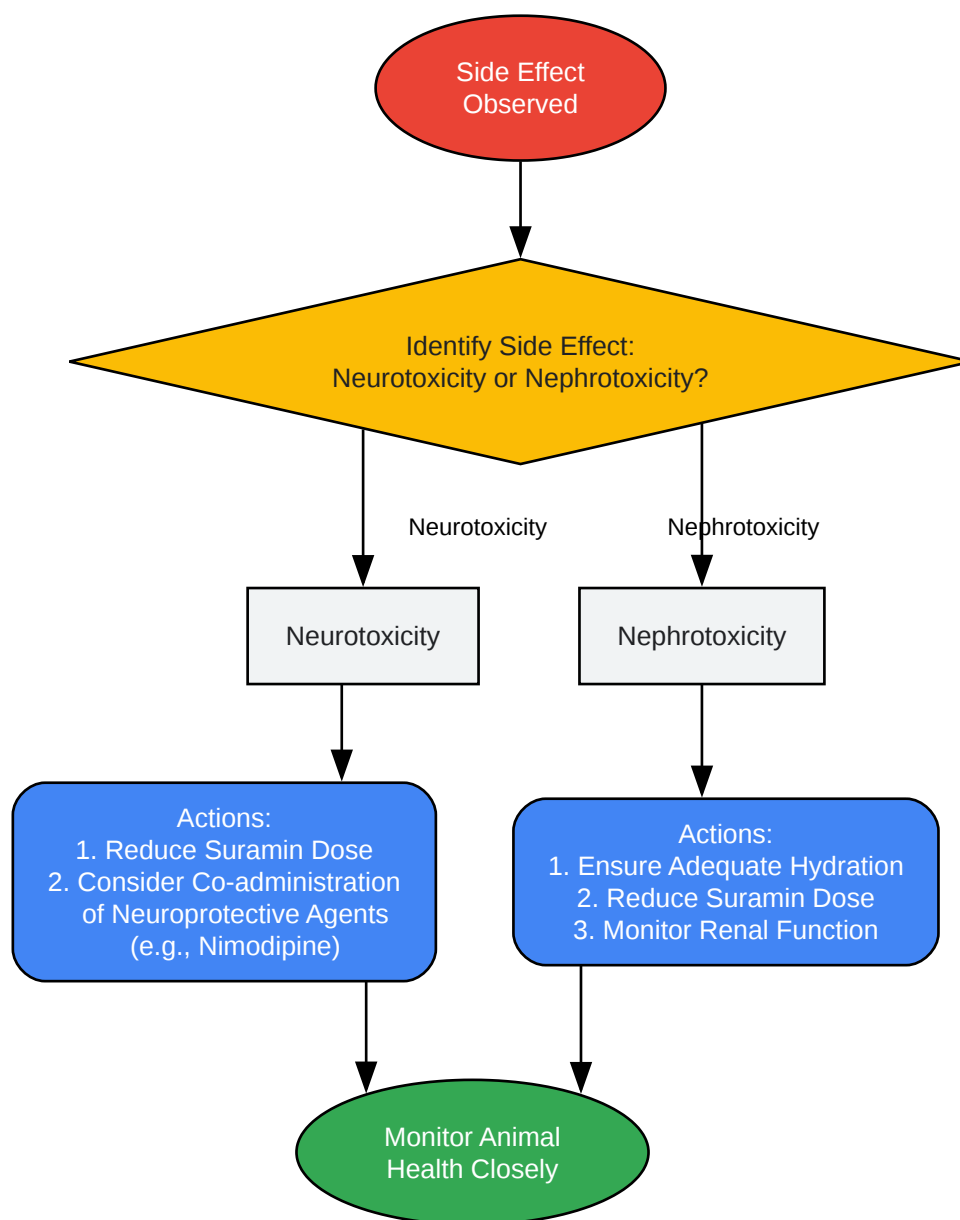 Side Effect
Observed
Identify Side Effect:
Neurotoxicity or Nephrotoxicity?
Neurotoxicity
Nephrotoxicity
Neurotoxicity
Nephrotoxicity
Actions:
1. Reduce Suramin Dose
2. Consider Co-administration
of Neuroprotective Agents
(e.g., Nimodipine)
Actions:
1. Ensure Adequate Hydration
2. Reduce Suramin Dose
3. Monitor Renal Function
Monitor Animal
Health Closely